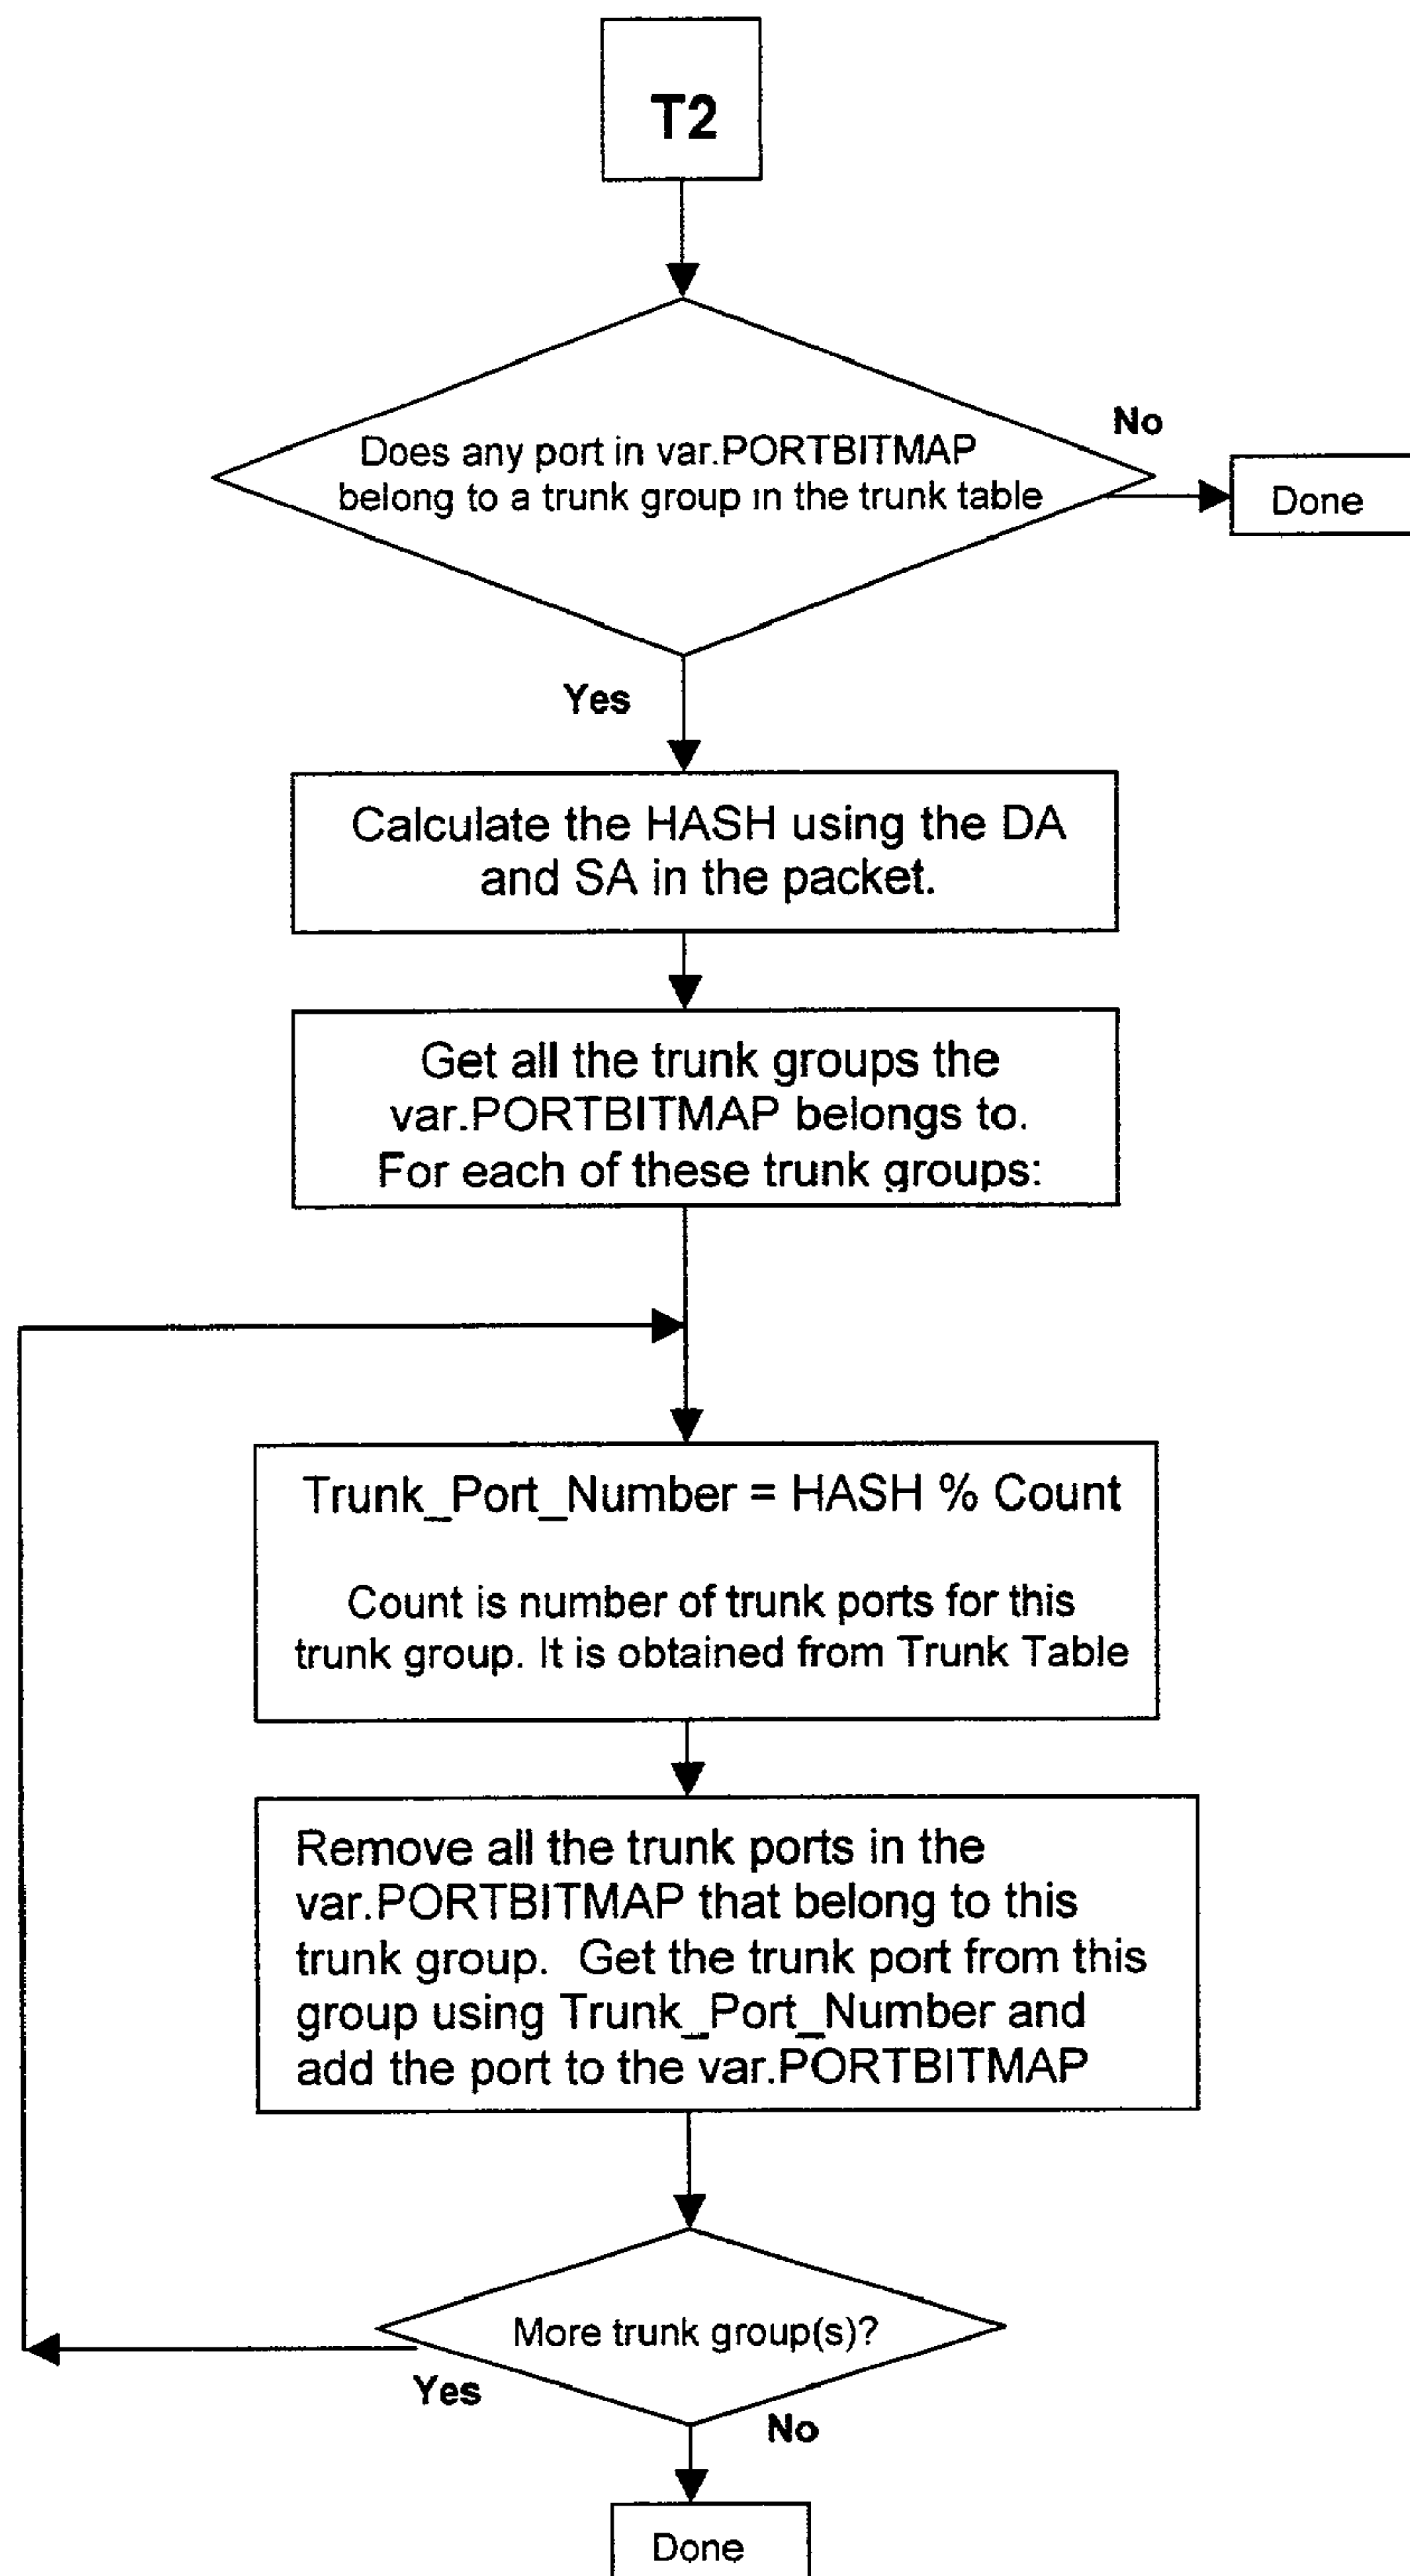 T2
Does any port in var.PORTBITMAP
belong to a trunk group in the trunk table
No
Done
Yes
Calculate the HASH using the DA
and SA in the packet.
Get all the trunk groups the
var.PORTBITMAP belongs to.
For each of these trunk groups:
Trunk_Port_Number = HASH % Count
Count is number of trunk ports for this
trunk group. It is obtained from Trunk Table
Remove all the trunk ports in the
var.PORTBITMAP that belong to this
trunk group. Get the trunk port from this
group using Trunk_Port_Number and
add the port to the var.PORTBITMAP
More trunk group(s)?
Yes
No
Done